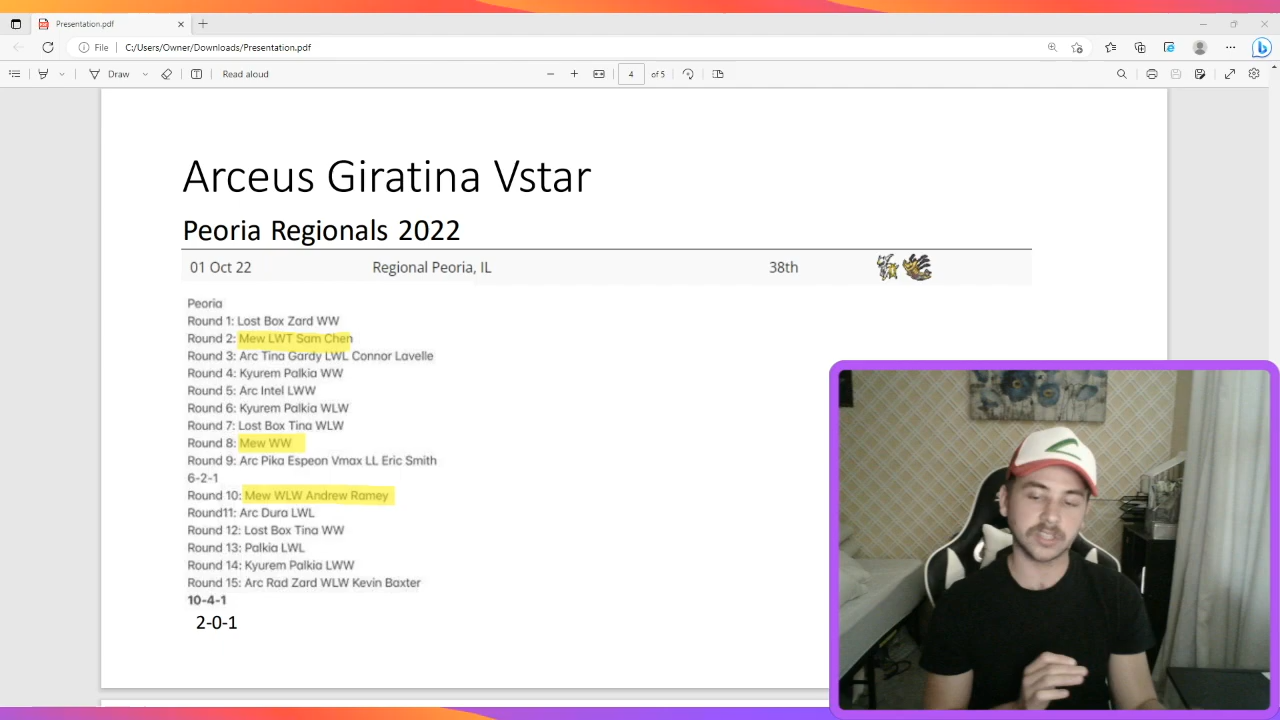 Presentation.pdf
File
C:/Users/Owner/Downloads/Presentation.pdf
Draw
Read aloud
4
of 5
Arceus Giratina Vstar
Peoria Regionals 2022
01 Oct 22 Regional Peoria, IL 38th
Peoria
Round 1: Lost Box Zard WW
Round 2: Mew LWT Sam Chen
Round 3: Arc Tina Gardy LWL Connor Lavelle
Round 4: Kyurem Palkia WW
Round 5: Arc Intel LWW
Round 6: Kyurem Palkia WLW
Round 7: Lost Box Tina WLW
Round 8: Mew WW
Round 9: Arc Pika Espeon Vmax LL Eric Smith
6-2-1
Round 10: Mew WLW Andrew Ramey
Round11: Arc Dura LWL
Round 12: Lost Box Tina WW
Round 13: Palkia LWL
Round 14: Kyurem Palkia LWW
Round 15: Arc Rad Zard WLW Kevin Baxter
10-4-1
2-0-1